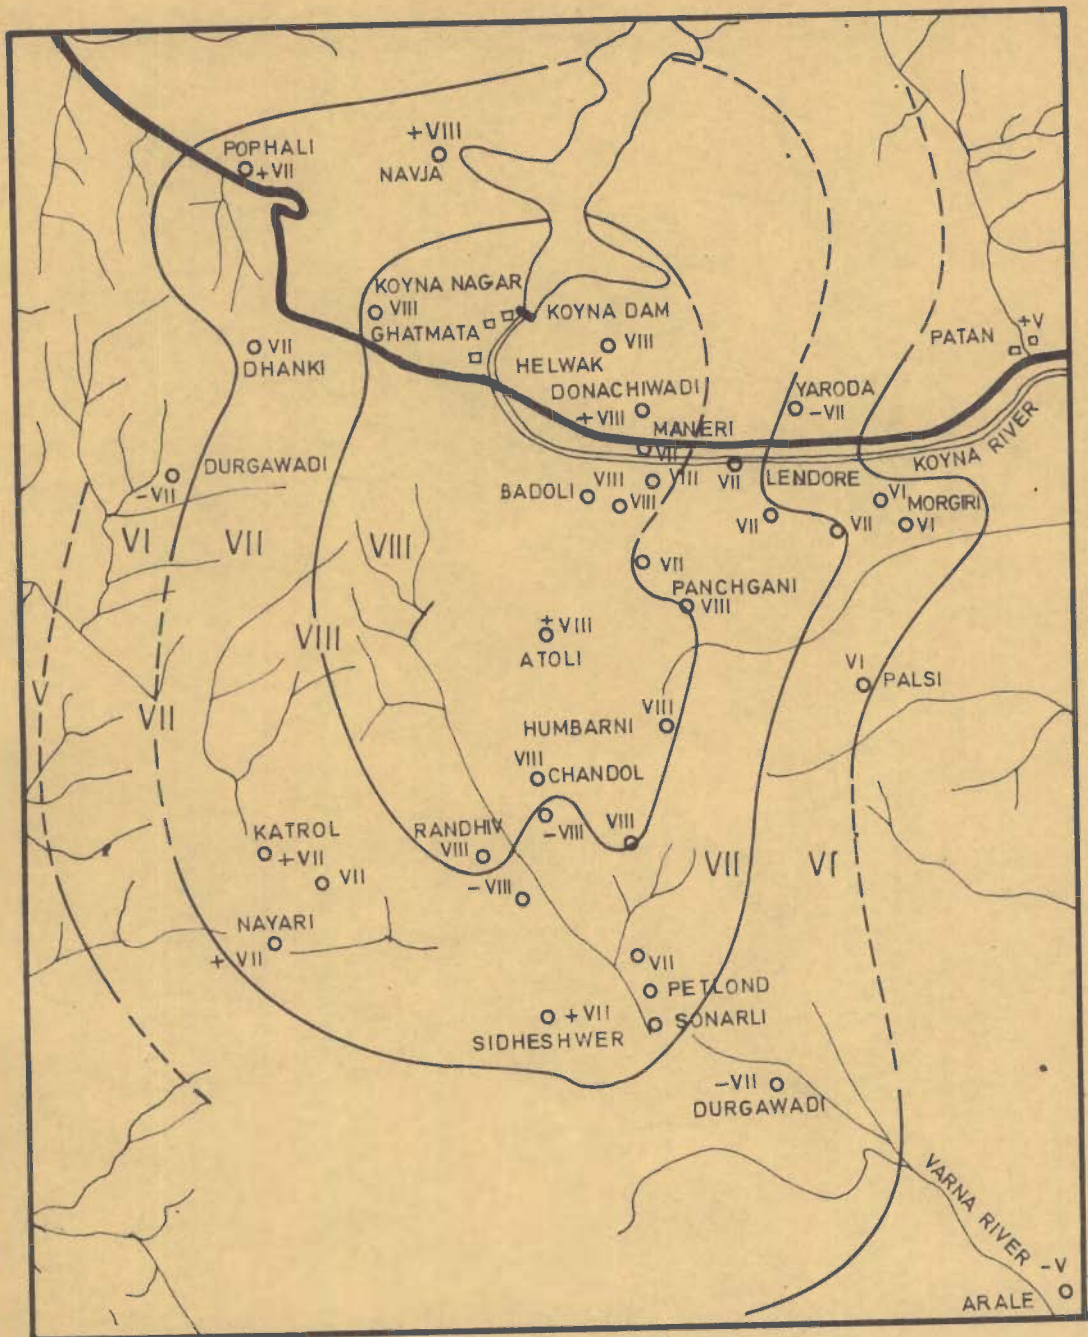 +VIII
POPHALI
+VII
NAVJA
KOYNA NAGAR
VIII
KOYNA DAM
GHATMATA
+V
PATAN
VII
DHANKI
HELWAK
VIII
DONACHIWADI
YARODA
+VIII
-VII
MANERI
VII
KOYNA RIVER
DURGAWADI
-VII
BADOLI
VIII
VIII
VIII
VII
LENDORE
VI
MORGIRI
VII
VII
VI
VI
VII
VIII
VII
PANCHGANI
VIII
+VIII
ATOLI
VIII
VI
PALSI
V
VII
VIII
HUMBARNI
VIII
CHANDOL
-VIII
VIII
KATROL
+VII
VII
RANDHIV
VIII
-VIII
VII
VI
NAYARI
+VII
VII
PETLOND
+VII
SONARLI
SIDHESHWER
-VII
DURGAWADI
VARNA RIVER
-V
ARALE